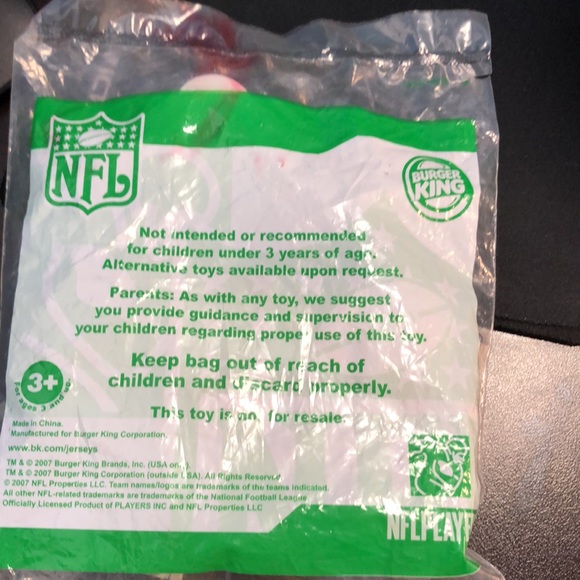 NFL
BURGER
KING
Not intended or recommended
for children under 3 years of age.
Alternative toys available upon request.
Parents: As with any toy, we suggest
you provide guidance and supervision to
your children regarding proper use of this toy.
Keep bag out of reach of
children and discard properly.
This toy is not for resale.
3+
For ages 3 and up.
Made in China.
Manufactured for Burger King Corporation.
www.bk.com/jerseys
TM & © 2007 Burger King Brands, Inc. (USA only).
TM & © 2007 Burger King Corporation (outside USA). All Rights Reserved
© 2007 NFL Properties LLC. Team names/logos are trademarks of the teams indicated.
All other NFL-related trademarks are trademarks of the National Football League
Officially Licensed Product of PLAYERS INC and NFL Properties LLC
NFLPLAYE